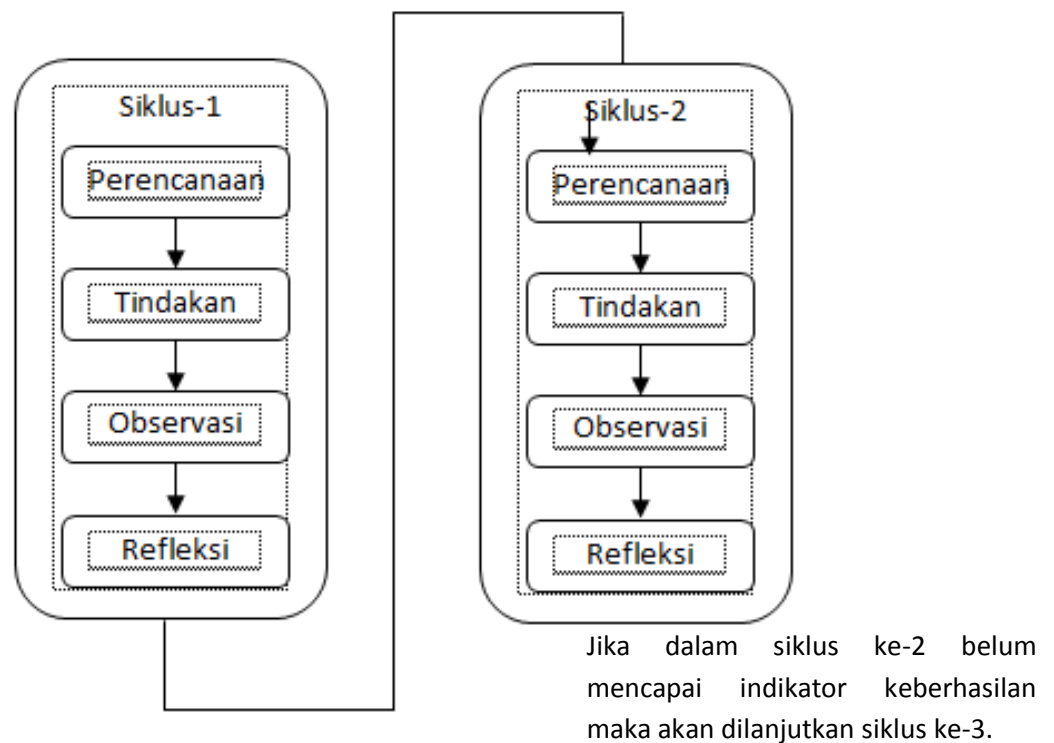 Siklus-1
Perencanaan
Tindakan
Observasi
Refleksi
Siklus-2
Perencanaan
Tindakan
Observasi
Refleksi
Jika dalam siklus ke-2 belum
mencapai indikator keberhasilan
maka akan dilanjutkan siklus ke-3.